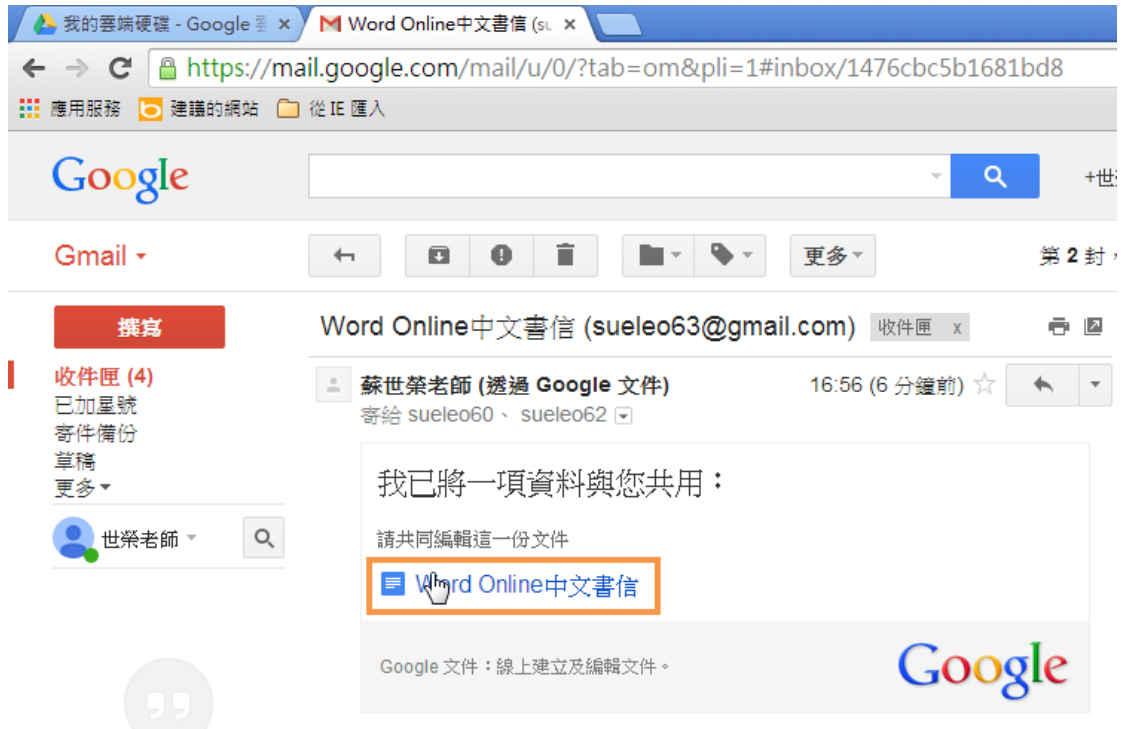 我的雲端硬碟 - Google
Word Online中文書信 (su
https://mail.google.com/mail/u/0/?tab=om&pli=1#inbox/1476cbc5b1681bd8
應用服務 建議的網站 從 IE 匯入
Google
+世
Gmail
更多
第 2 封
撰寫
Word Online中文書信 (sueleo63@gmail.com) 收件匣 x
收件匣 (4)
已加星號
寄件備份
草稿
更多
世榮老師
蘇世榮老師 (透過 Google 文件) 16:56 (6 分鐘前)
寄給 sueleo60、 sueleo62
我已將一項資料與您共用：
請共同編輯這一份文件
Word Online中文書信
Google 文件：線上建立及編輯文件。
Google